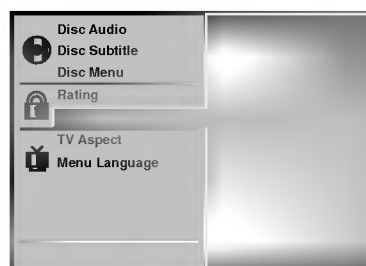 Disc Audio
Disc Subtitle
Disc Menu
Rating
TV Aspect
Menu Language